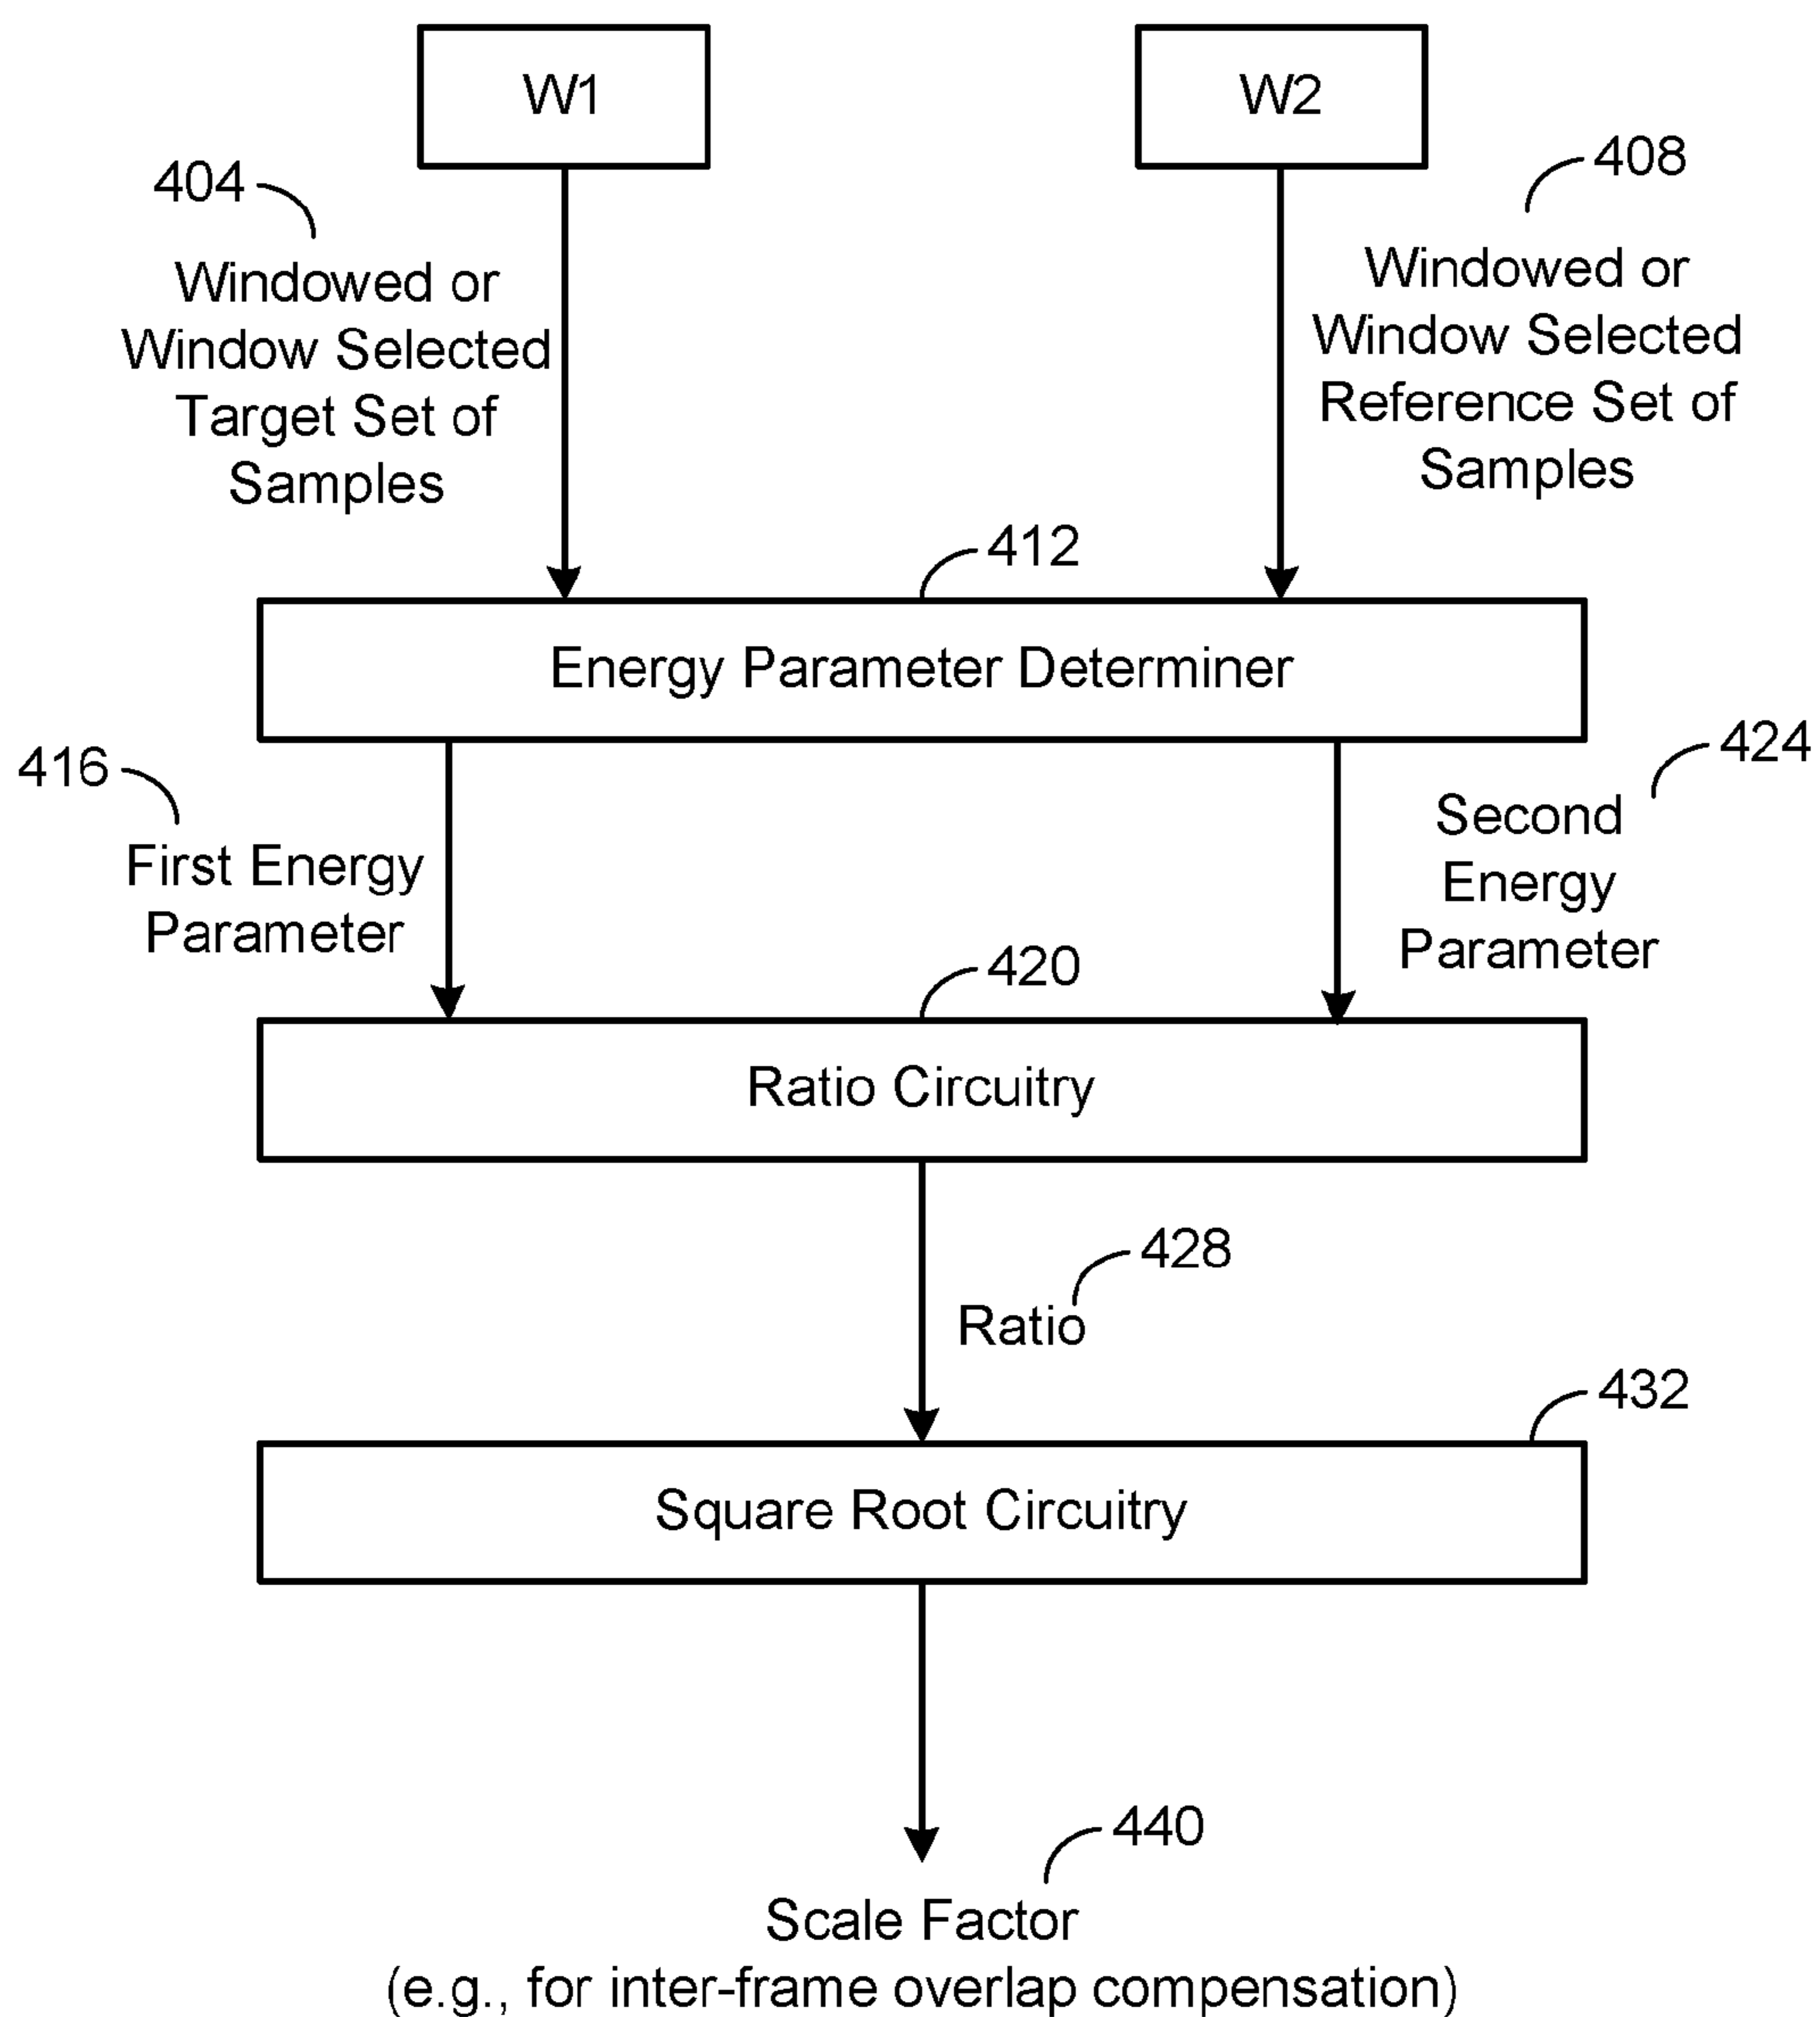 W1
W2
404
408
Windowed or
Window Selected
Target Set of
Samples
Windowed or
Window Selected
Reference Set of
Samples
412
Energy Parameter Determiner
416
424
First Energy
Parameter
Second
Energy
Parameter
420
Ratio Circuitry
428
Ratio
432
Square Root Circuitry
440
Scale Factor
(e.g., for inter-frame overlap compensation)